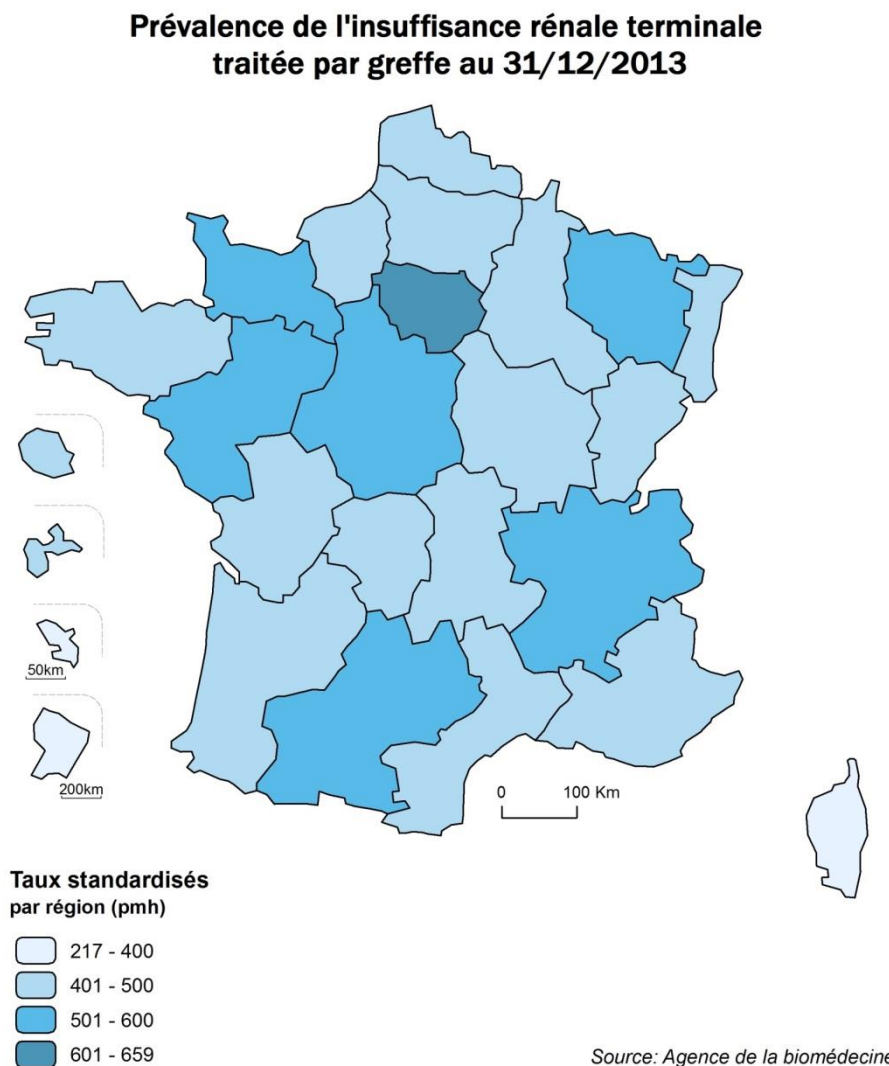 Prévalence de l'insuffisance rénale terminale
traitée par greffe au 31/12/2013
50km
200km
0 100 Km
Taux standardisés
par région (pmh)
217 - 400
401 - 500
501 - 600
601 - 659
Source: Agence de la biomédecine